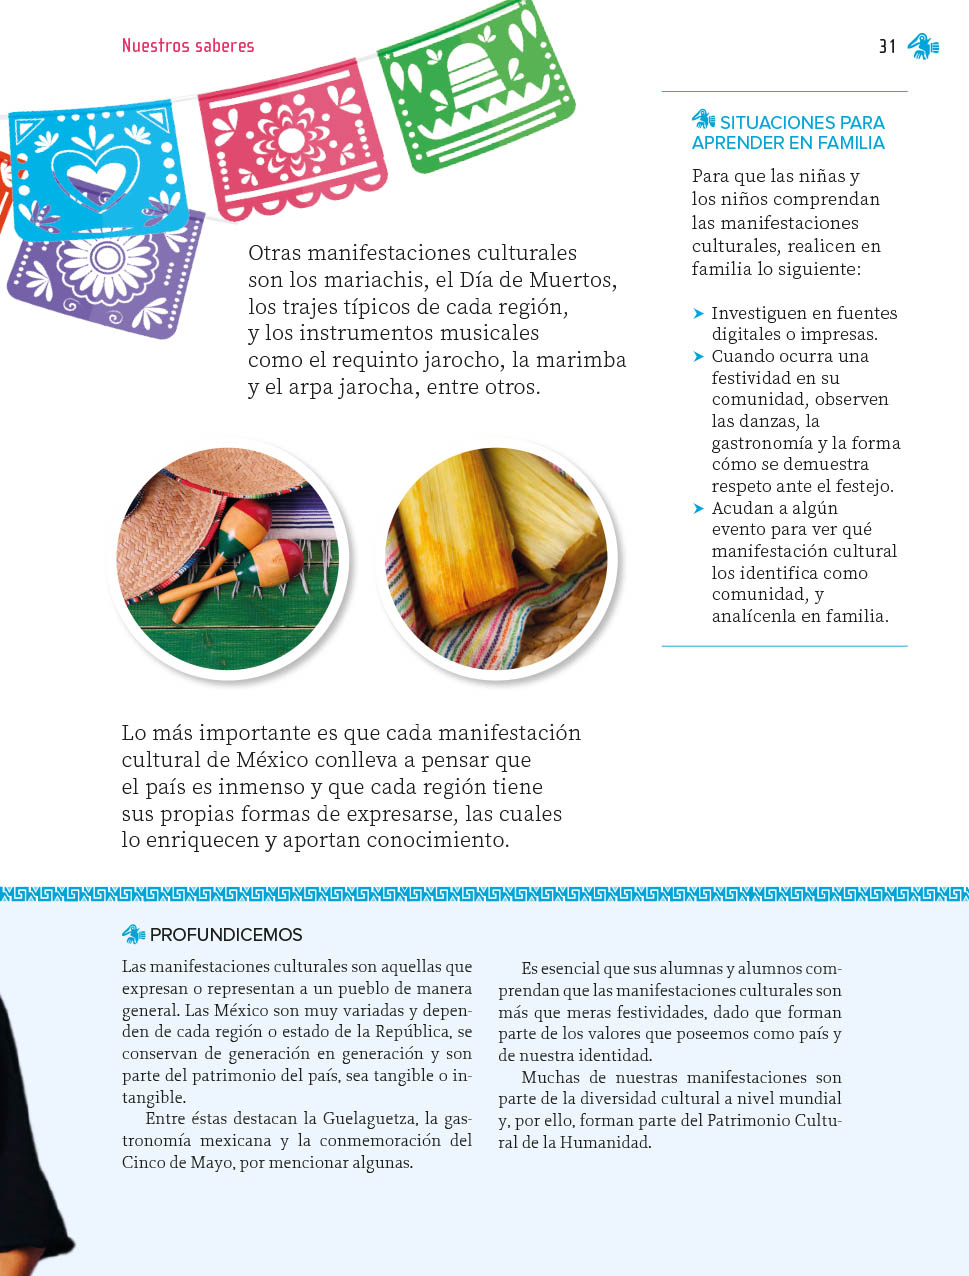 Nuestros saberes
31
Otras manifestaciones culturales
son los mariachis, el Día de Muertos,
los trajes típicos de cada región,
y los instrumentos musicales
como el requinto jarocho, la marimba
y el arpa jarocha, entre otros.
Lo más importante es que cada manifestación
cultural de México conlleva a pensar que
el país es inmenso y que cada región tiene
sus propias formas de expresarse, las cuales
lo enriquecen y aportan conocimiento.
SITUACIONES PARA
APRENDER EN FAMILIA
Para que las niñas y
los niños comprendan
las manifestaciones
culturales, realicen en
familia lo siguiente:
➤ Investiguen en fuentes
digitales o impresas.
➤ Cuando ocurra una
festividad en su
comunidad, observen
las danzas, la
gastronomía y la forma
cómo se demuestra
respeto ante el festejo.
➤ Acudan a algún
evento para ver qué
manifestación cultural
los identifica como
comunidad, y
analícenla en familia.
PROFUNDICEMOS
Las manifestaciones culturales son aquellas que
expresan o representan a un pueblo de manera
general. Las México son muy variadas y depen-
den de cada región o estado de la República, se
conservan de generación en generación y son
parte del patrimonio del país, sea tangible o in-
tangible.
Entre éstas destacan la Guelaguetza, la gas-
tronomía mexicana y la conmemoración del
Cinco de Mayo, por mencionar algunas.
Es esencial que sus alumnas y alumnos com-
prendan que las manifestaciones culturales son
más que meras festividades, dado que forman
parte de los valores que poseemos como país y
de nuestra identidad.
Muchas de nuestras manifestaciones son
parte de la diversidad cultural a nivel mundial
y, por ello, forman parte del Patrimonio Cultu-
ral de la Humanidad.